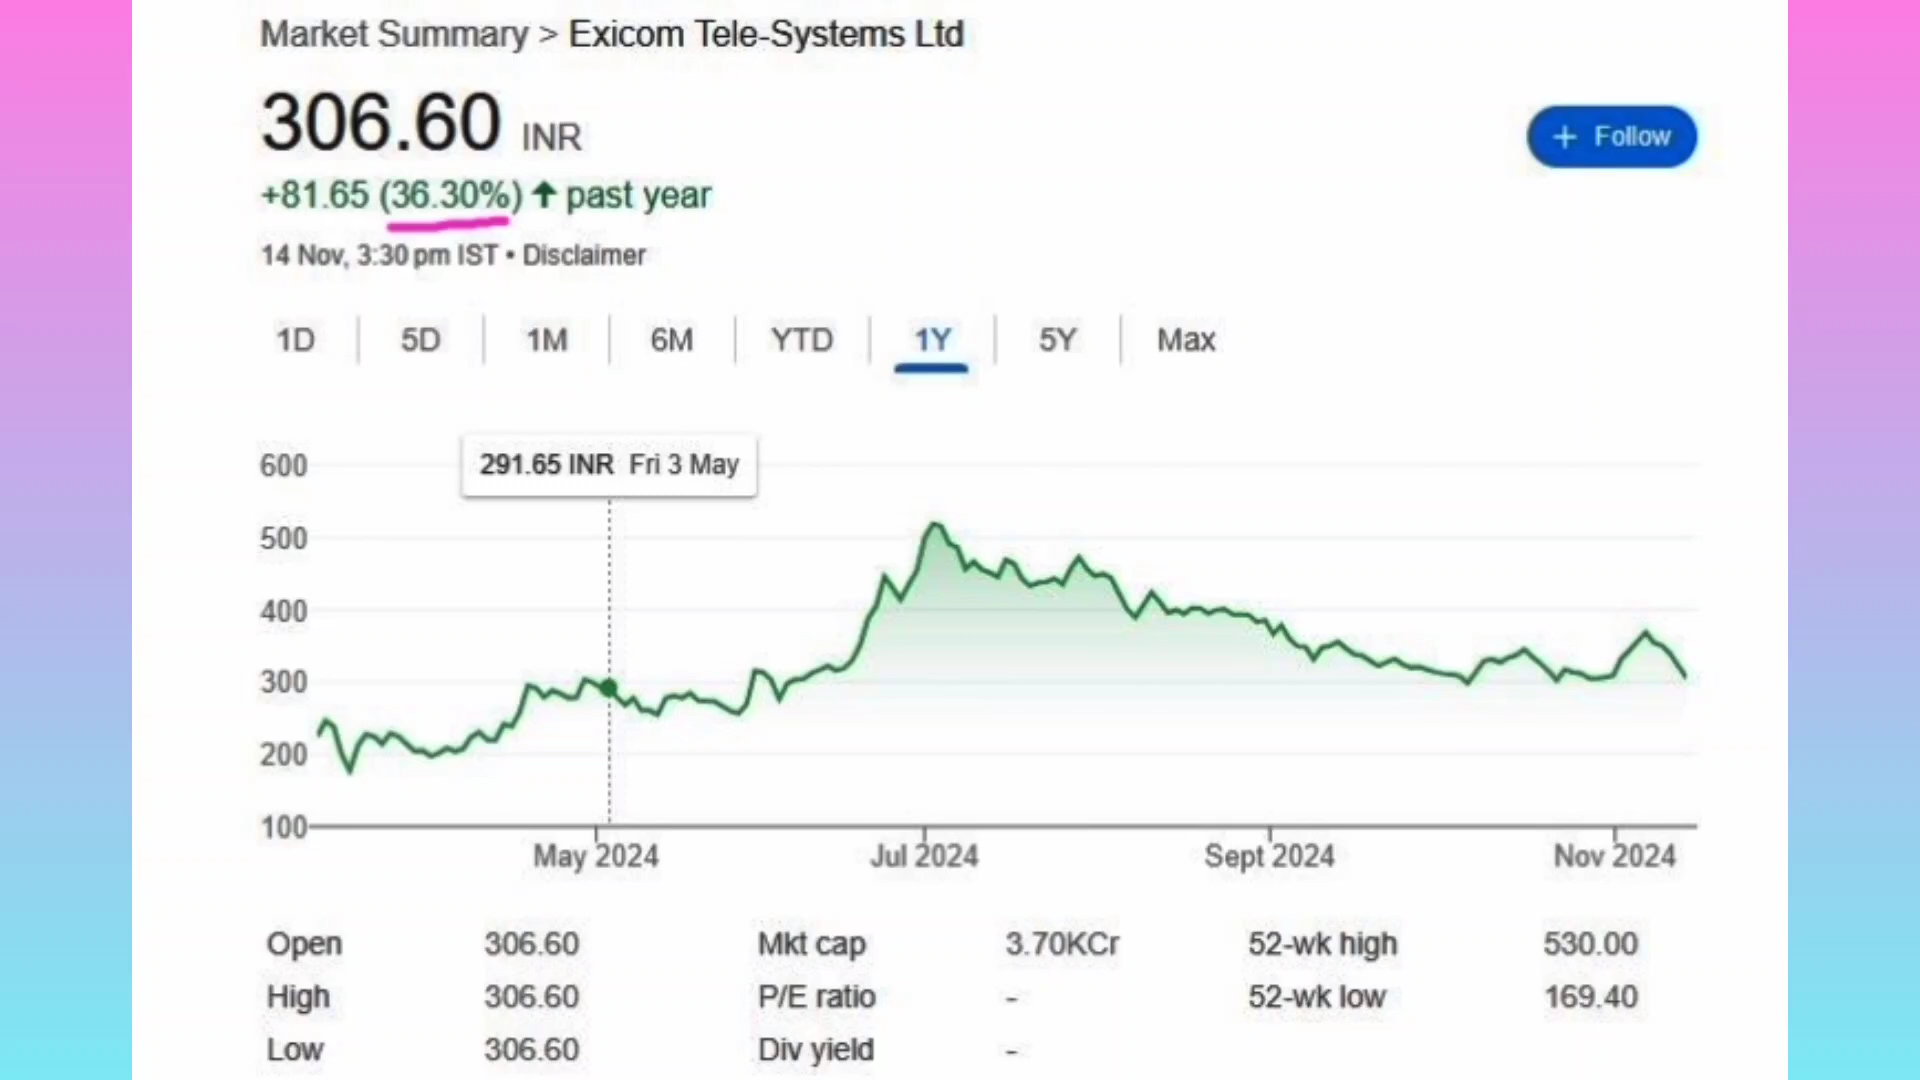 Market Summary > Exicom Tele-Systems Ltd
306.60 INR
+ Follow
+81.65 (36.30%) ↑ past year
14 Nov, 3:30 pm IST • Disclaimer
1D 5D 1M 6M YTD 1Y 5Y Max
291.65 INR Fri 3 May
600
500
400
300
200
100
May 2024 Jul 2024 Sept 2024 Nov 2024
Open 306.60 Mkt cap 3.70KCr 52-wk high 530.00
High 306.60 P/E ratio - 52-wk low 169.40
Low 306.60 Div yield -